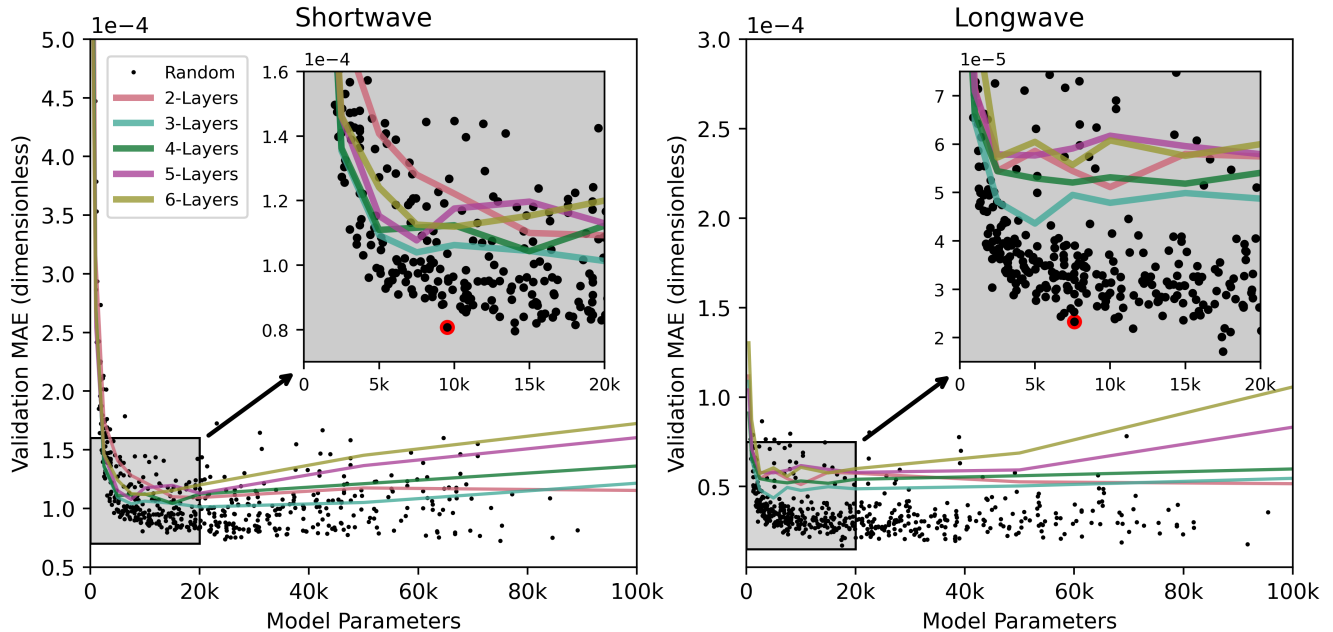 Shortwave
1e−4
5.0
4.5
4.0
3.5
3.0
2.5
2.0
1.5
1.0
0.5
Validation MAE (dimensionless)
0
20k
40k
60k
80k
100k
Model Parameters
Random
2-Layers
3-Layers
4-Layers
5-Layers
6-Layers
1e−4
1.6
1.4
1.2
1.0
0.8
0
5k
10k
15k
20k
Longwave
1e−4
3.0
2.5
2.0
1.5
1.0
0.5
Validation MAE (dimensionless)
0
20k
40k
60k
80k
100k
Model Parameters
1e−5
7
6
5
4
3
2
0
5k
10k
15k
20k